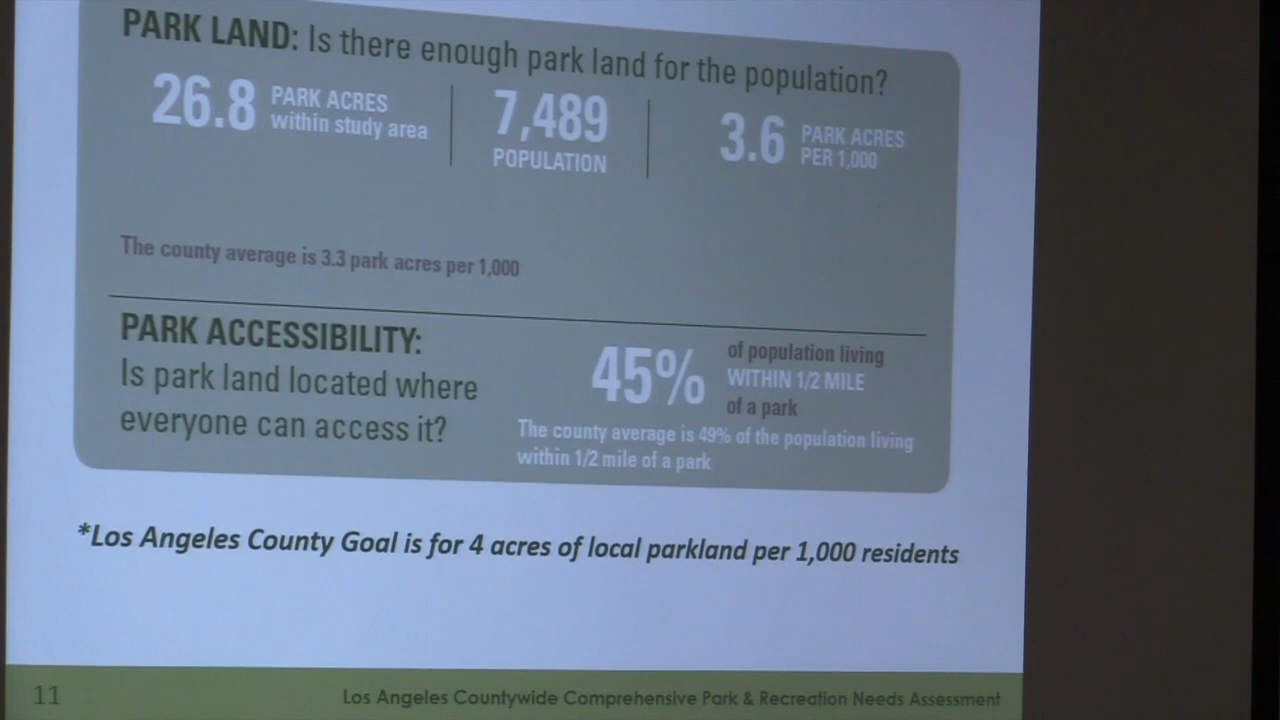 PARK LAND: Is there enough park land for the population?
26.8 PARK ACRES within study area
7,489 POPULATION
3.6 PARK ACRES PER 1,000
The county average is 3.3 park acres per 1,000
PARK ACCESSIBILITY:
Is park land located where
everyone can access it?
45% of population living
WITHIN 1/2 MILE
of a park
The county average is 49% of the population living
within 1/2 mile of a park
*Los Angeles County Goal is for 4 acres of local parkland per 1,000 residents
11
Los Angeles Countywide Comprehensive Park & Recreation Needs Assessment